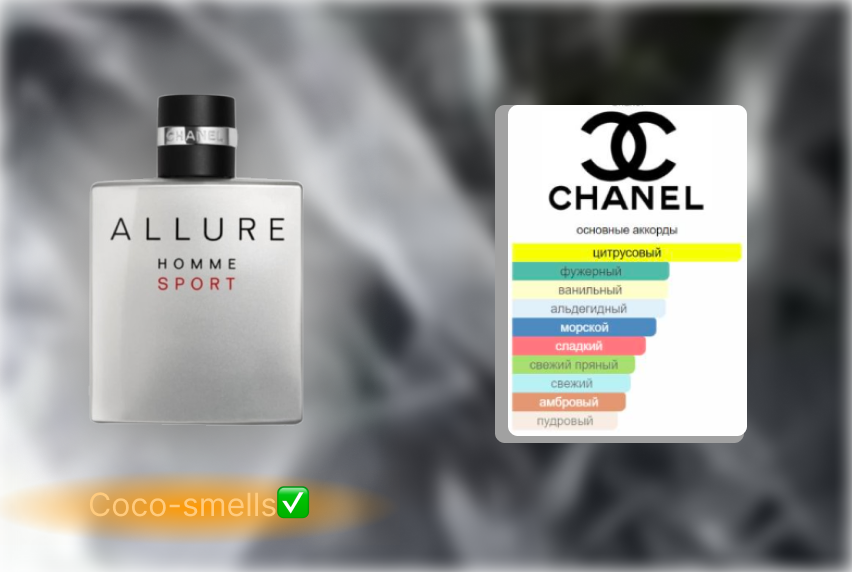 CHANEL
ALLURE
HOMME
SPORT
CHANEL
основные аккорды
цитрусовый
фужерный
ванильный
альдегидный
морской
сладкий
свежий пряный
свежий
амбровый
пудровый
Coco-smells✅